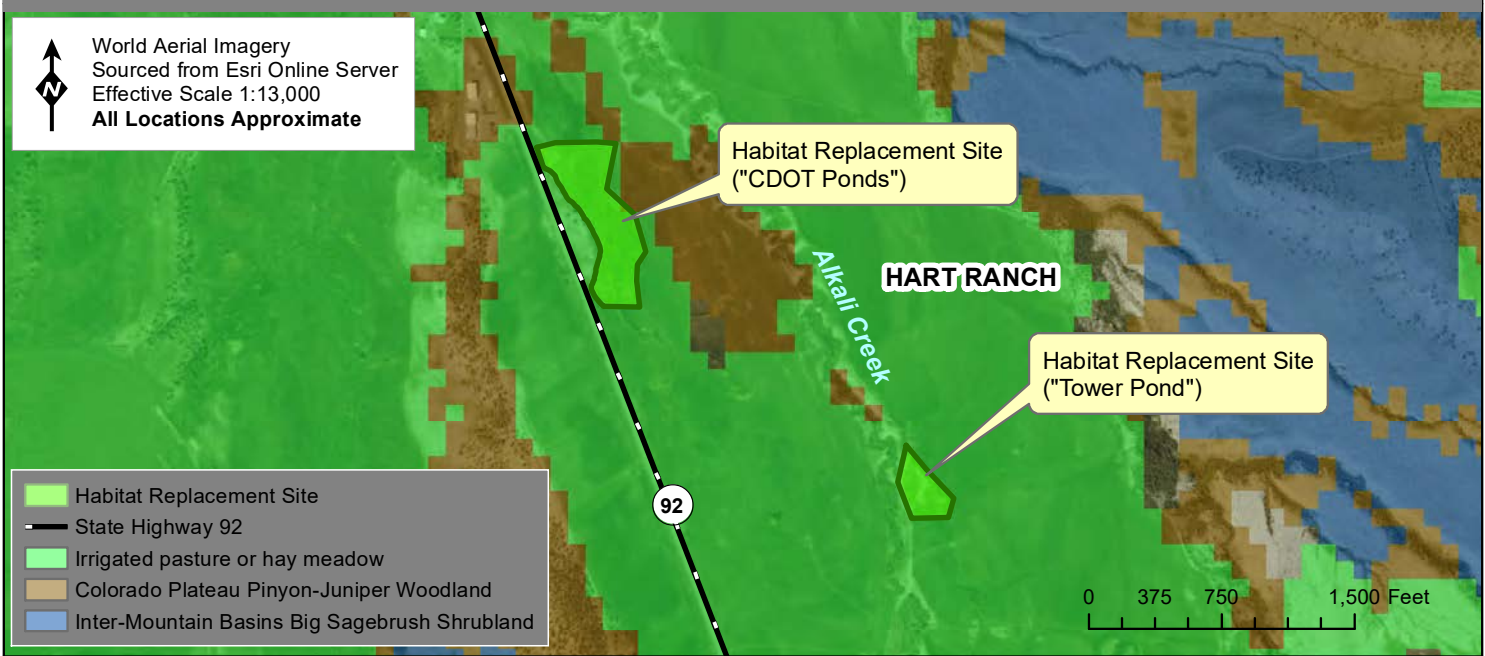 World Aerial Imagery
Sourced from Esri Online Server
Effective Scale 1:13,000
All Locations Approximate
N
Habitat Replacement Site
("CDOT Ponds")
Alkali Creek
HART RANCH
Habitat Replacement Site
("Tower Pond")
92
Habitat Replacement Site
State Highway 92
Irrigated pasture or hay meadow
Colorado Plateau Pinyon-Juniper Woodland
Inter-Mountain Basins Big Sagebrush Shrubland
0 375 750 1,500 Feet